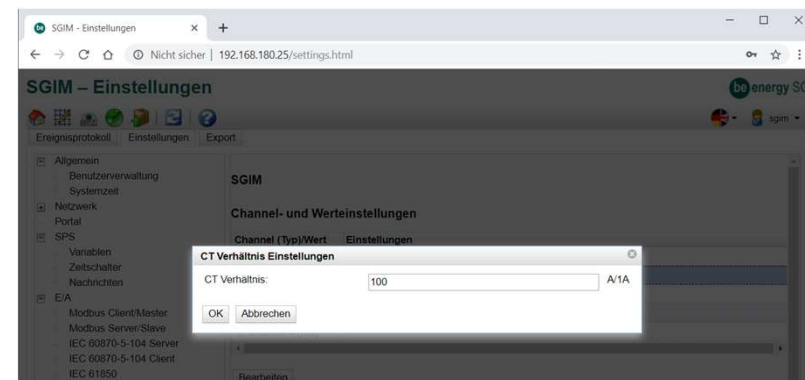 SGIM - Einstellungen
Nicht sicher | 192.168.180.25/settings.html
SGIM – Einstellungen
be energy SG
sgim
Ereignisprotokoll Einstellungen Export
Allgemein
Benutzerverwaltung
Systemzeit
Netzwerk
Portal
SPS
Variablen
Zeitschalter
Nachrichten
E/A
Modbus Client/Master
Modbus Server/Slave
IEC 60870-5-104 Server
IEC 60870-5-104 Client
IEC 61850
SGIM
Channel- und Werteinstellungen
Channel (Typ)/Wert Einstellungen
CT Verhältnis Einstellungen
CT Verhältnis: 100 A/1A
OK Abbrechen
Bearbeiten